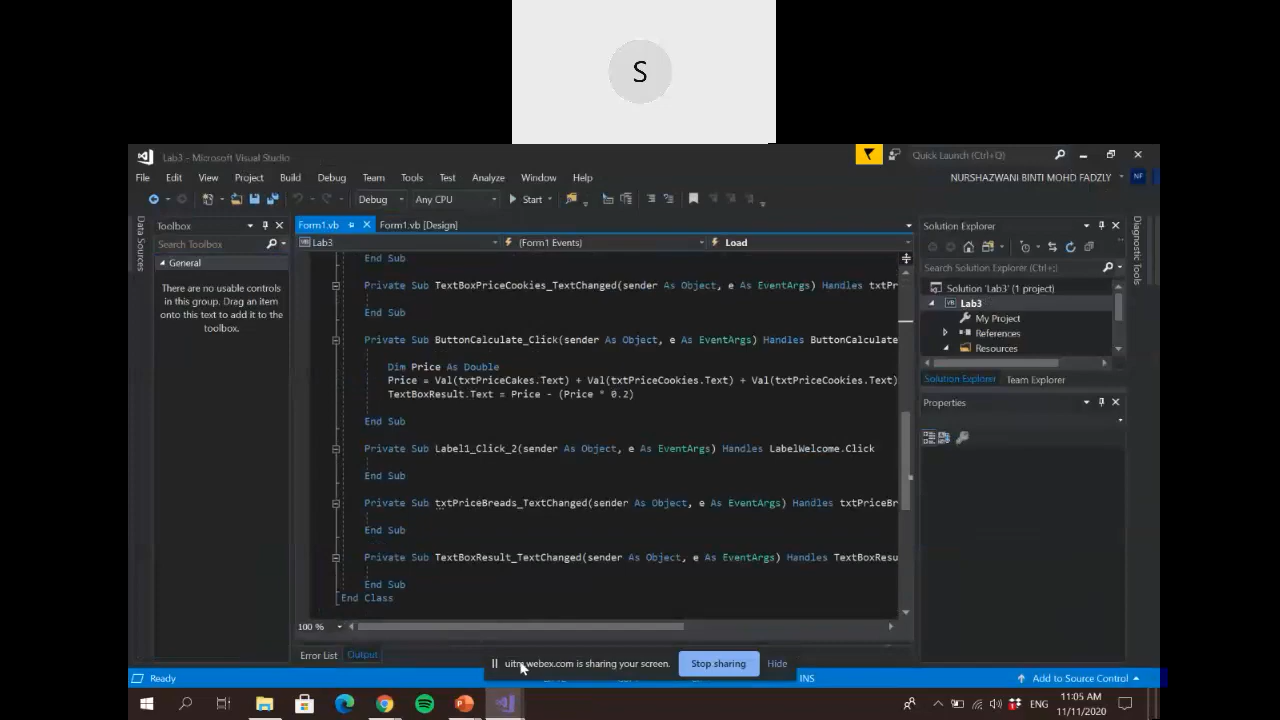 S
Lab3 - Microsoft Visual Studio
Quick Launch (Ctrl+Q)
File Edit View Project Build Debug Team Tools Test Analyze Window Help
NURSHAZWANI BINTI MOHD FADZLY NF
Debug Any CPU Start
Data Sources
Toolbox
Search Toolbox
General
There are no usable controls
in this group. Drag an item
onto this text to add it to the
toolbox.
Form1.vb Form1.vb [Design]
Lab3 (Form1 Events) Load
End Sub
Private Sub TextBoxPriceCookies_TextChanged(sender As Object, e As EventArgs) Handles txtPr
End Sub
Private Sub ButtonCalculate_Click(sender As Object, e As EventArgs) Handles ButtonCalculate
Dim Price As Double
Price = Val(txtPriceCakes.Text) + Val(txtPriceCookies.Text) + Val(txtPriceCookies.Text)
TextBoxResult.Text = Price - (Price * 0.2)
End Sub
Private Sub Label1_Click_2(sender As Object, e As EventArgs) Handles LabelWelcome.Click
End Sub
Private Sub txtPriceBreads_TextChanged(sender As Object, e As EventArgs) Handles txtPriceBr
End Sub
Private Sub TextBoxResult_TextChanged(sender As Object, e As EventArgs) Handles TextBoxResu
End Sub
End Class
100 %
Error List Output
Solution Explorer
Search Solution Explorer (Ctrl+;)
Solution 'Lab3' (1 project)
VB Lab3
My Project
References
Resources
Solution Explorer Team Explorer
Properties
Diagnostic Tools
uitm.webex.com is sharing your screen. Stop sharing Hide
Ready INS Add to Source Control
ENG
11:05 AM
11/11/2020